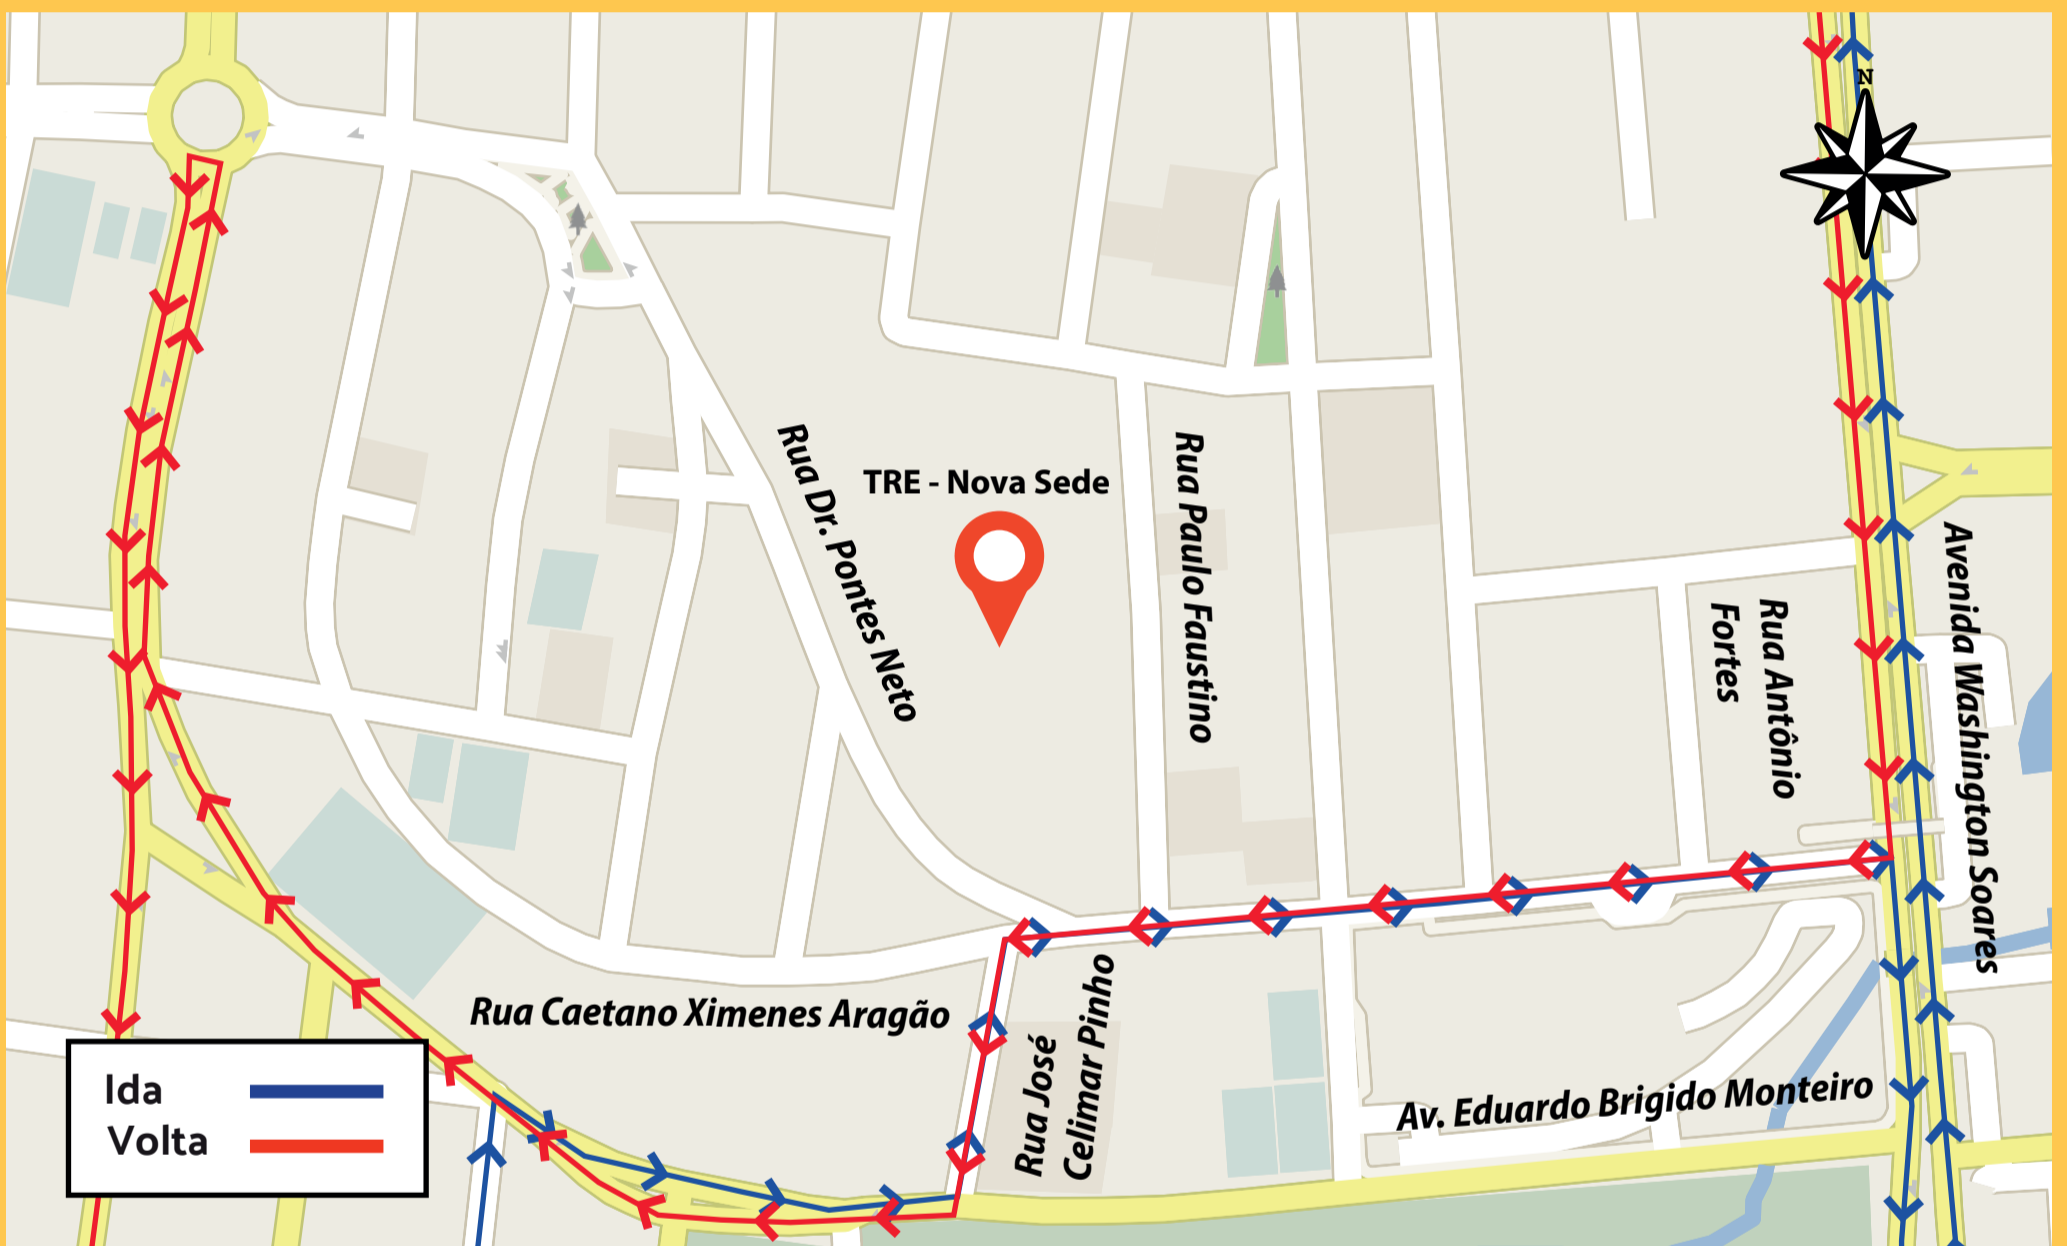 N
TRE - Nova Sede
Rua Dr. Pontes Neto
Rua Paulo Faustino
Rua Antônio
Fortes
Avenida Washington Soares
Rua Caetano Ximenes Aragão
Rua José
Celimar Pinho
Av. Eduardo Brigido Monteiro
Ida
Volta